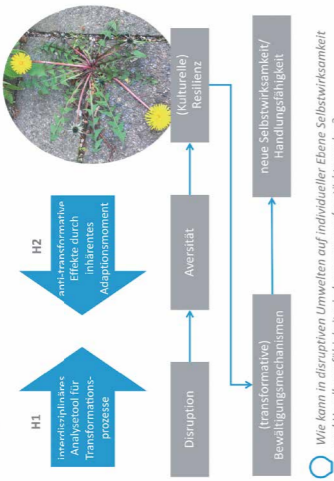 H1
interdisziplinäres
Analysetool für
Transformations-
prozesse
H2
anti-transformative
Effekte durch
inhärentes
Adaptionsmoment
Disruption
Aversität
(Kulturelle)
Resilienz
(transformative)
Bewältigungsmechanismen
neue Selbstwirksamkeit/
Handlungsfähigkeit
Wie kann in disruptiven Umwelten auf individueller Ebene Selbstwirksamkeit